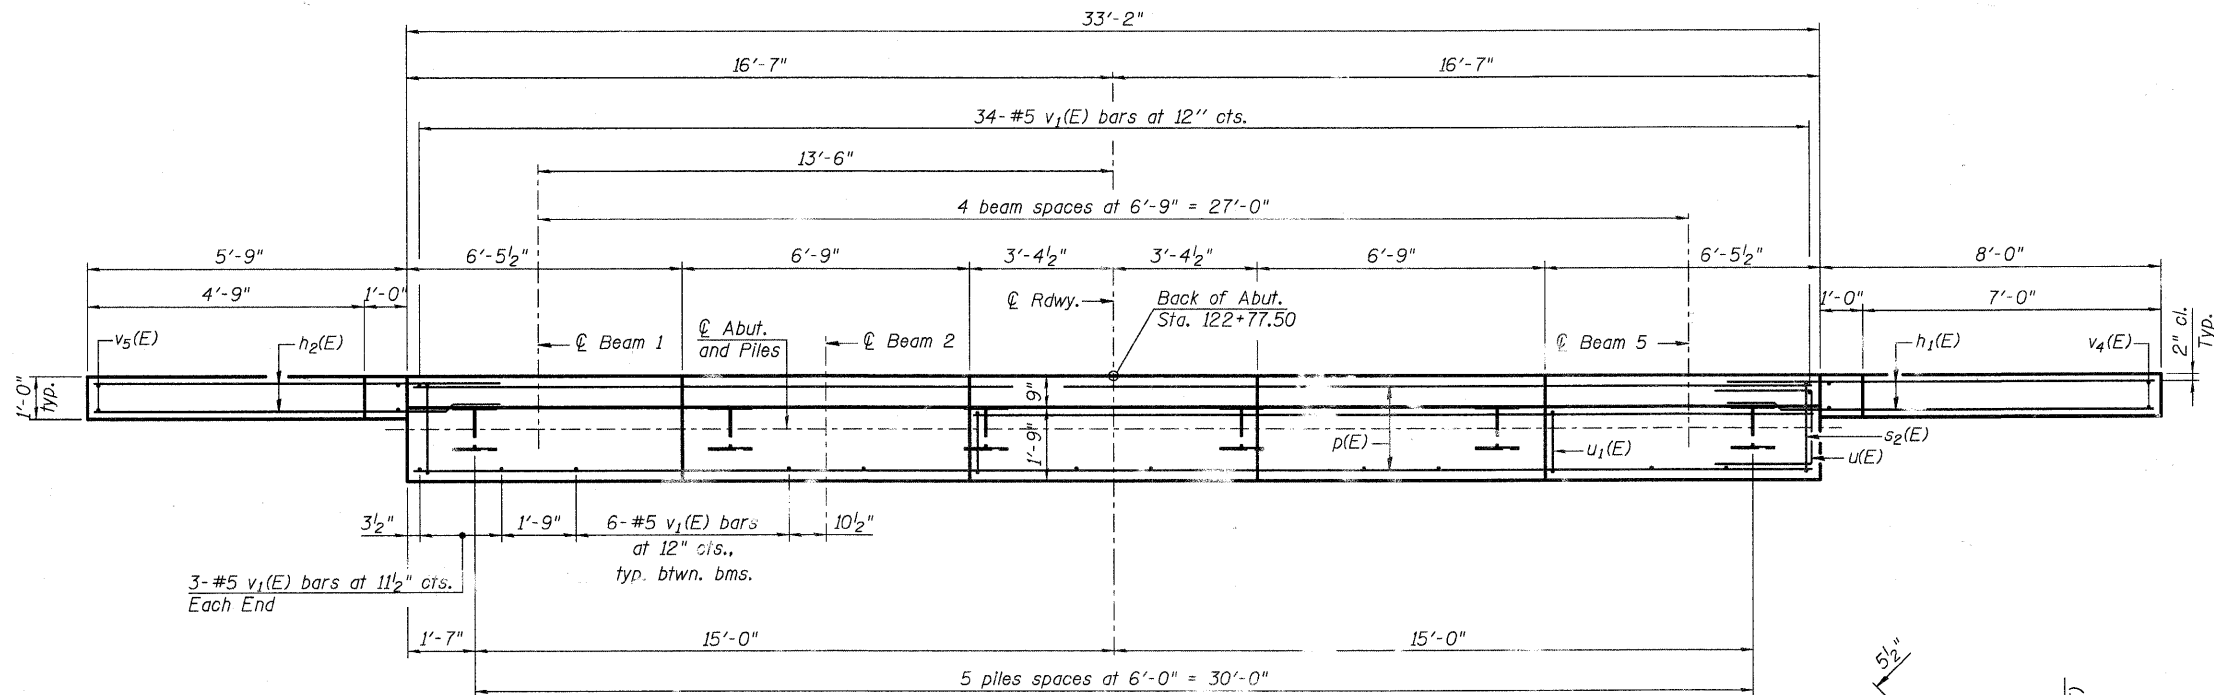 33'-2"
16'-7" 16'-7"
34-#5 v1(E) bars at 12" cts.
13'-6"
4 beam spaces at 6'-9" = 27'-0"
5'-9" 6'-5½" 6'-9" 3'-4½" 3'-4½" 6'-9" 6'-5½" 8'-0"
4'-9" 1'-0" ℄ Rdwy. Back of Abut. 1'-0" 7'-0"
Sta. 122+77.50
v5(E) h2(E) ℄ Beam 1 ℄ Abut. ℄ Beam 2 ℄ Beam 5 h1(E) v4(E) 2" cl.
and Piles Typ.
1'-0"
typ.
9"
1'-9" p(E) u1(E) s2(E)
u(E)
3½" 1'-9" 6-#5 v1(E) bars 10½"
at 12" cts.,
typ. btwn. bms.
3-#5 v1(E) bars at 11½" cts.
Each End
1'-7" 15'-0" 15'-0"
5½"
5 piles spaces at 6'-0" = 30'-0"